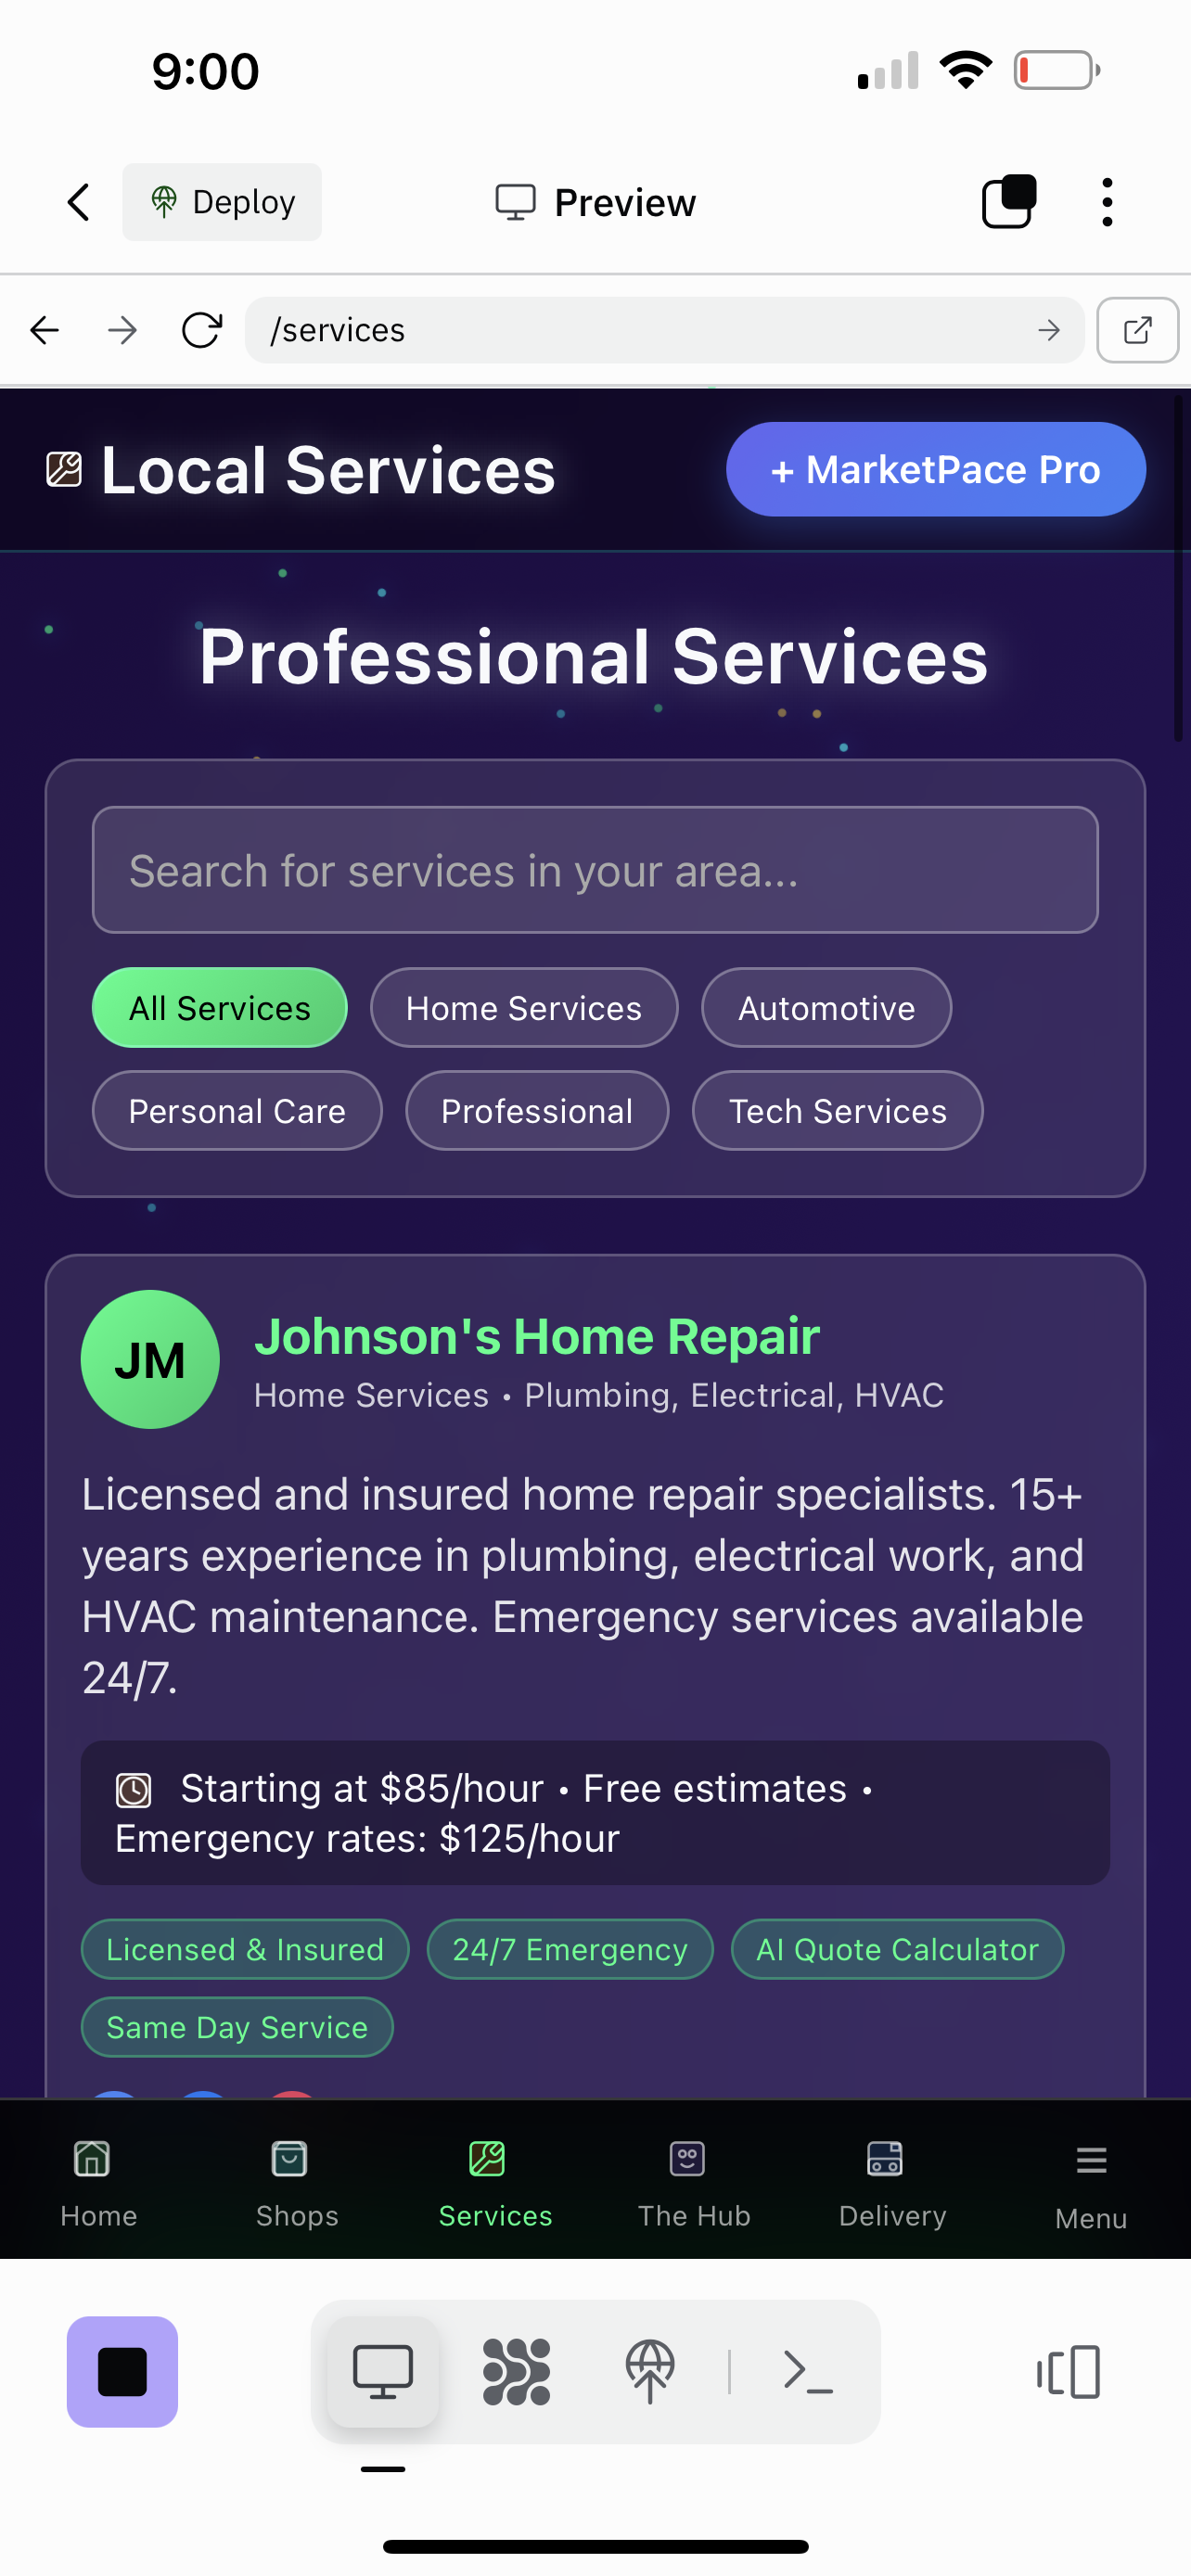 9:00
Deploy
Preview
/services
Local Services
+ MarketPace Pro
Professional Services
Search for services in your area...
All Services
Home Services
Automotive
Personal Care
Professional
Tech Services
JM
Johnson's Home Repair
Home Services • Plumbing, Electrical, HVAC
Licensed and insured home repair specialists. 15+
years experience in plumbing, electrical work, and
HVAC maintenance. Emergency services available
24/7.
Starting at $85/hour • Free estimates •
Emergency rates: $125/hour
Licensed & Insured
24/7 Emergency
AI Quote Calculator
Same Day Service
Home
Shops
Services
The Hub
Delivery
Menu